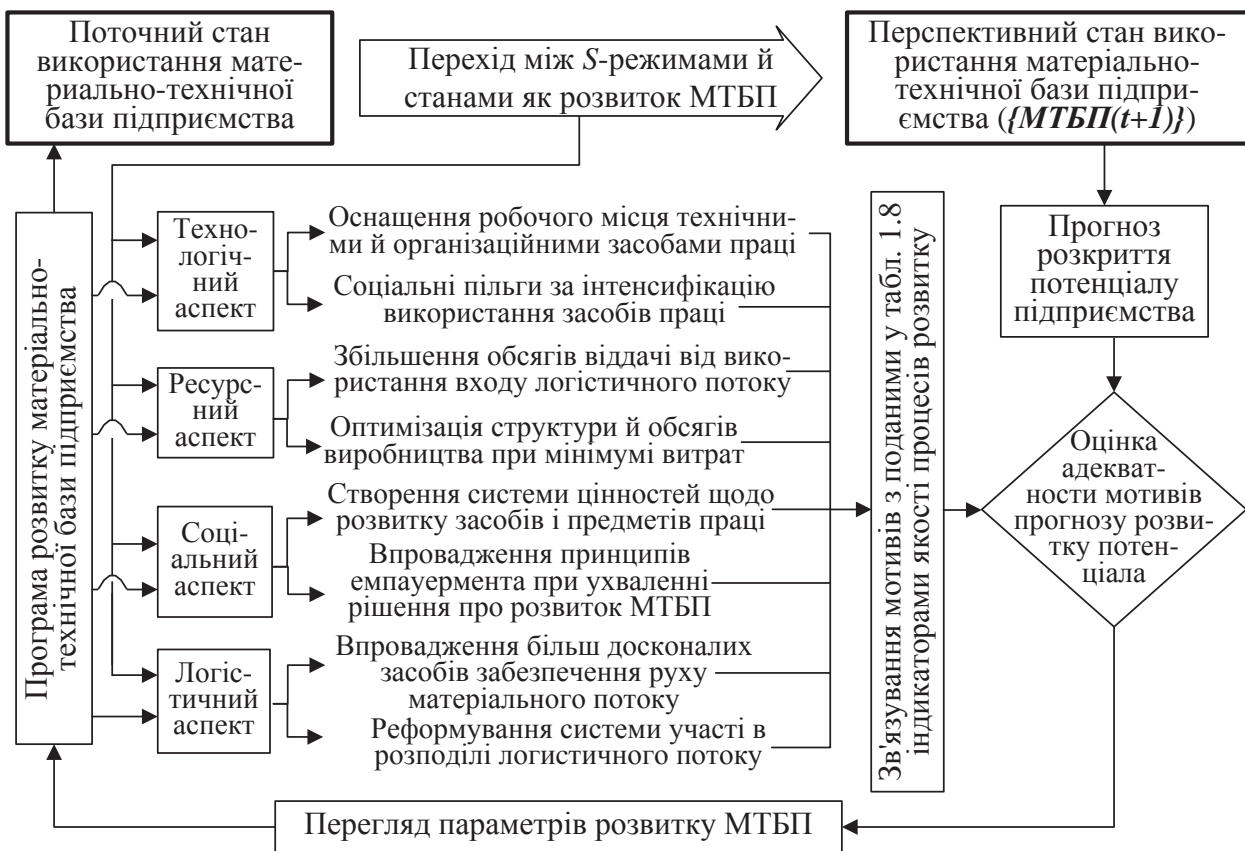 Поточний стан
використання мате-
риально-технічної
бази підприємства
Перехід між S-режимами й
станами як розвиток МТБП
Перспективний стан вико-
ристання матеріально-
технічної бази підпри-
ємства ({МТБП(t+1)})
Програма розвитку матеріально-
технічної бази підприємства
Техно-
логіч-
ний
аспект
Оснащення робочого місця технічни-
ми й організаційними засобами праці
Соціальні пільги за інтенсифікацію
використання засобів праці
Ресурс-
ний
аспект
Збільшення обсягів віддачі від вико-
ристання входу логістичного потоку
Оптимізація структури й обсягів
виробництва при мінімумі витрат
Соці-
альний
аспект
Створення системи цінностей щодо
розвитку засобів і предметів праці
Впровадження принципів
емпауермента при ухваленні
рішення про розвиток МТБП
Логіс-
тичний
аспект
Впровадження більш досконалих
засобів забезпечення руху
матеріального потоку
Реформування системи участі в
розподілі логистичного потоку
Зв'язування мотивів з поданими у табл. 1.8
індикаторами якості процесів розвитку
Прогноз
розкриття
потенціалу
підприємства
Оцінка
адекват-
ности мотивів
прогнозу розви-
тку потен-
ціала
Перегляд параметрів розвитку МТБП